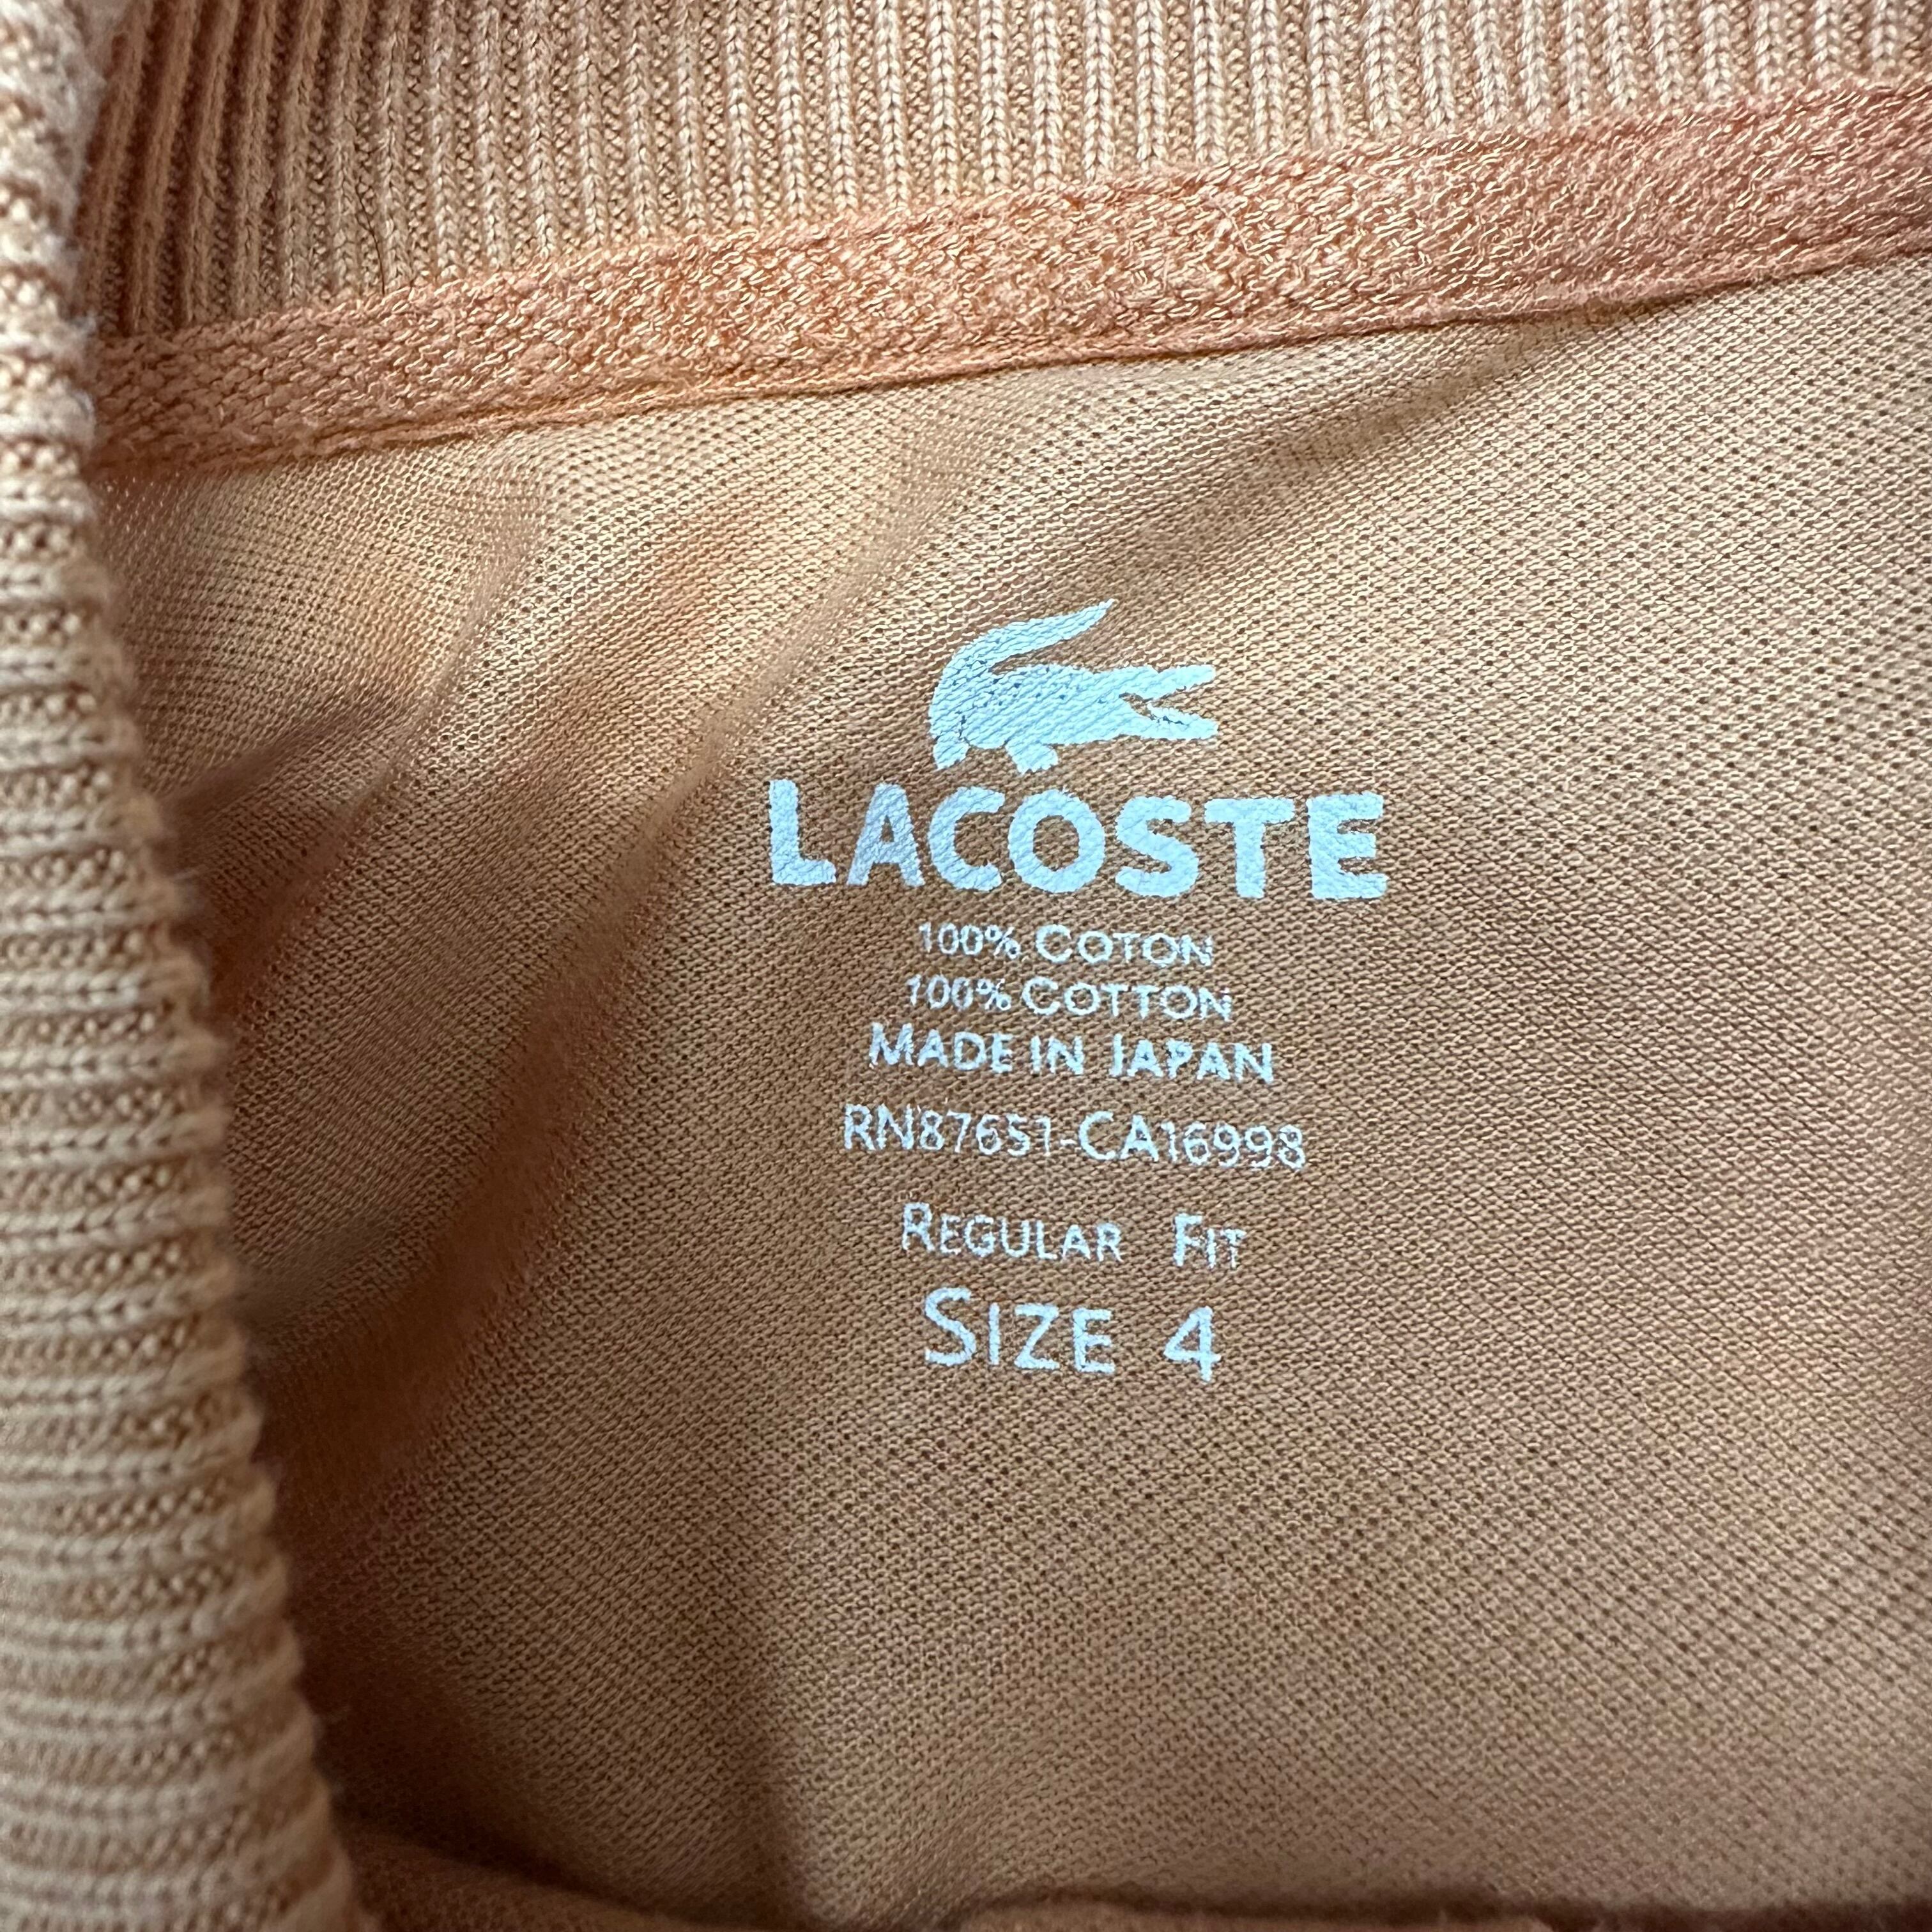 LACOSTE
100% COTON
100% COTTON
MADE IN JAPAN
RN87651-CA16998
REGULAR FIT
SIZE 4